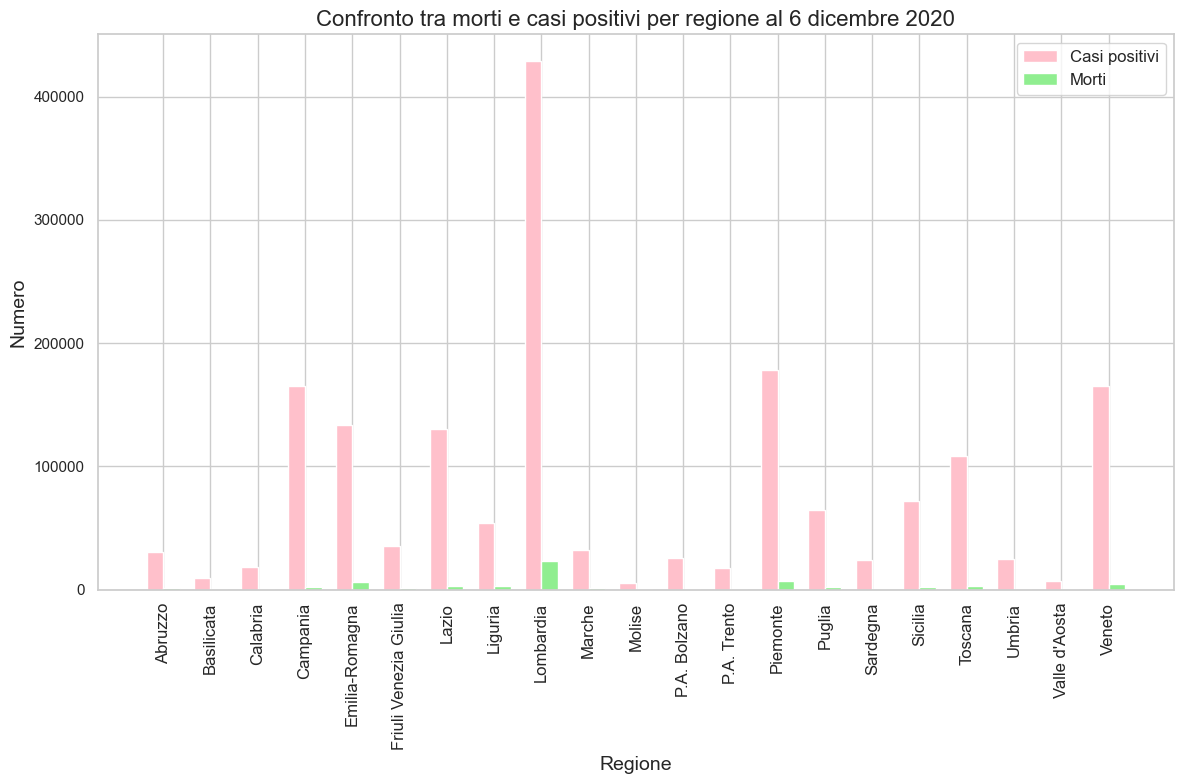 Confronto tra morti e casi positivi per regione al 6 dicembre 2020
Casi positivi
Morti
Numero
400000
300000
200000
100000
0
Abruzzo
Basilicata
Calabria
Campania
Emilia-Romagna
Friuli Venezia Giulia
Lazio
Liguria
Lombardia
Marche
Molise
P.A. Bolzano
P.A. Trento
Piemonte
Puglia
Sardegna
Sicilia
Toscana
Umbria
Valle d'Aosta
Veneto
Regione